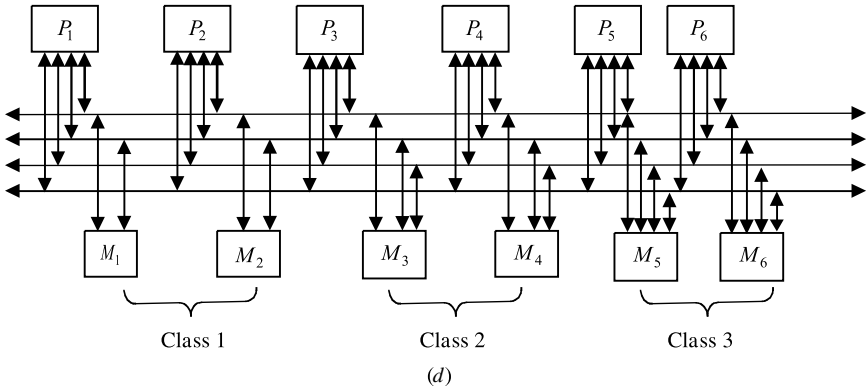 P1 P2 P3 P4 P5 P6
M1 M2 M3 M4 M5 M6
Class 1 Class 2 Class 3
(d)